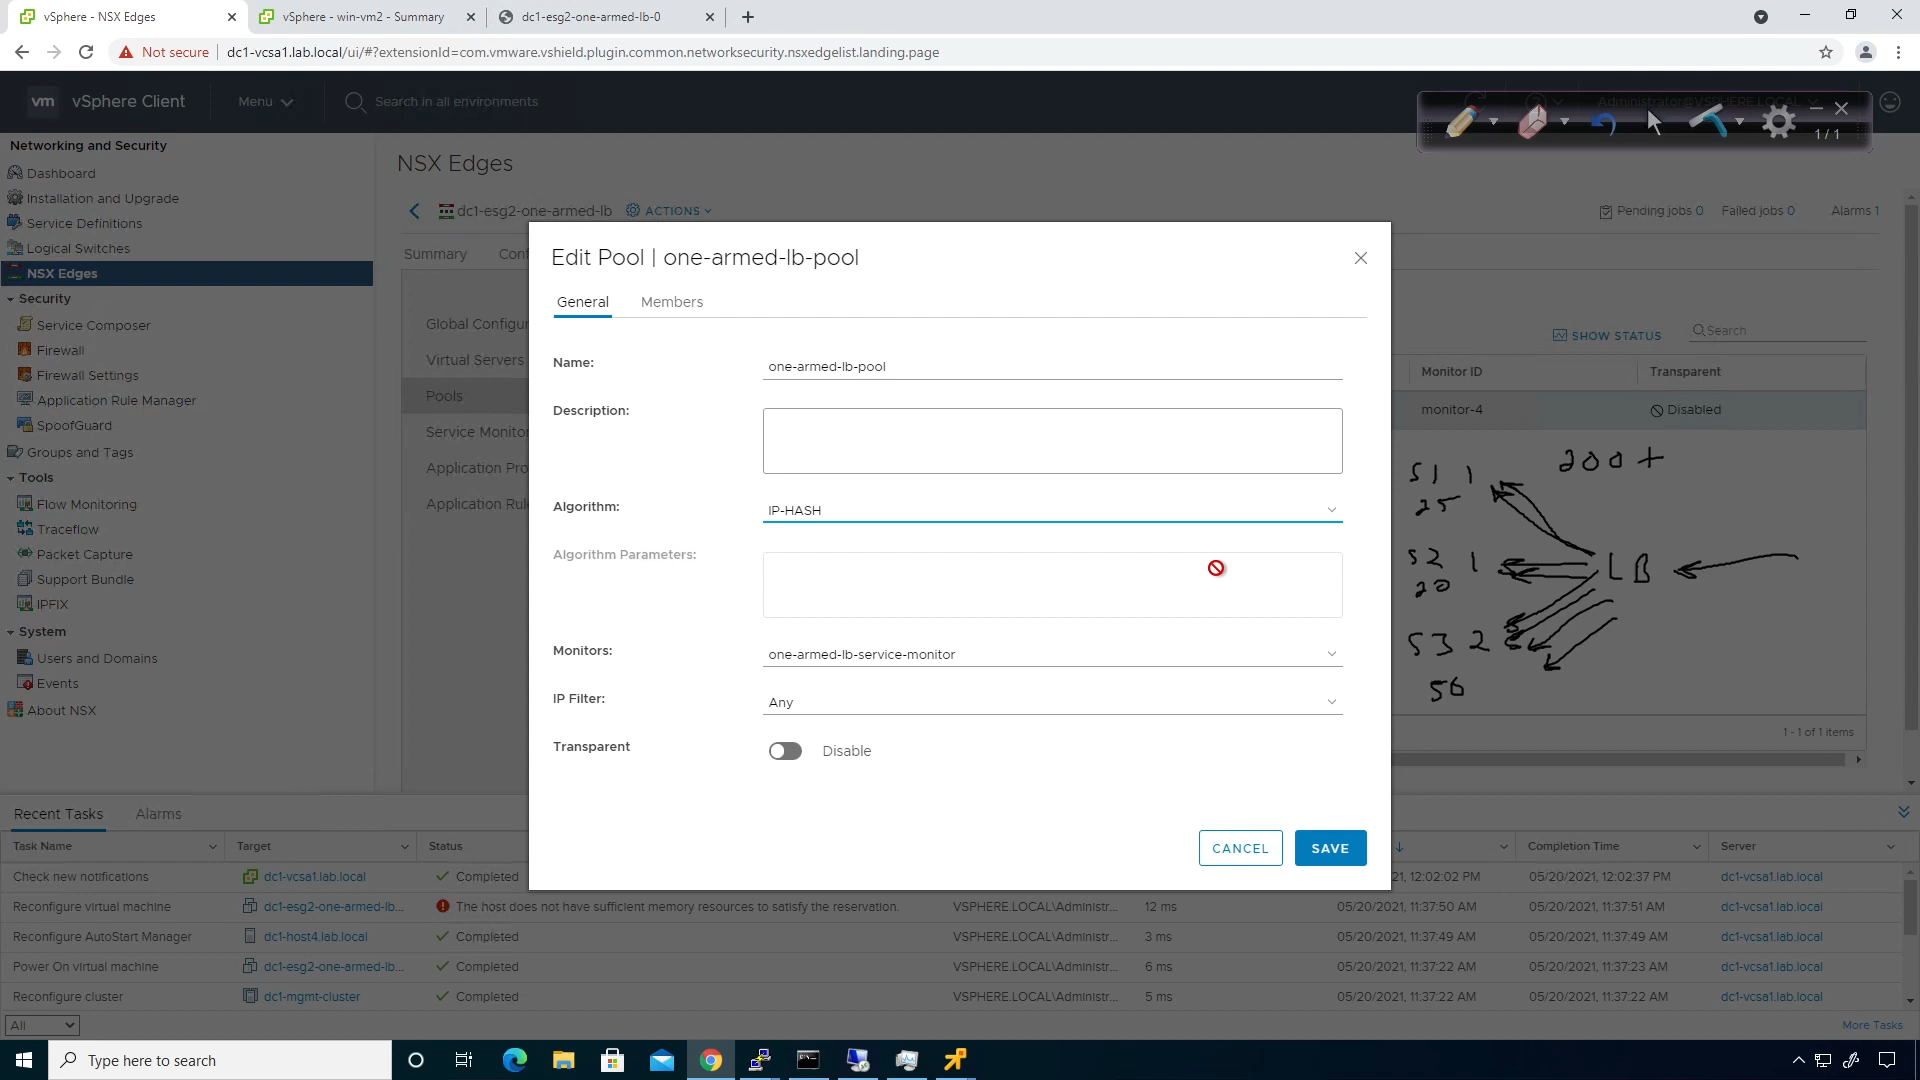 vSphere - NSX Edges
vSphere - win-vm2 - Summary
dc1-esg2-one-armed-lb-0
Not secure
dc1-vcsa1.lab.local/ui/#?extensionId=com.vmware.vshield.plugin.common.networksecurity.nsxedgelist.landing.page
vm
vSphere Client
Menu
Search in all environments
Administrator@VSPHERE.LOCAL
1 / 1
Networking and Security
Dashboard
Installation and Upgrade
Service Definitions
Logical Switches
NSX Edges
Security
Service Composer
Firewall
Firewall Settings
Application Rule Manager
SpoofGuard
Groups and Tags
Tools
Flow Monitoring
Traceflow
Packet Capture
Support Bundle
IPFIX
System
Users and Domains
Events
About NSX
NSX Edges
dc1-esg2-one-armed-lb
ACTIONS
Pending jobs 0
Failed jobs 0
Alarms 1
Summary
Conf
Global Configur
Virtual Servers
Pools
Service Monitor
Application Pro
Application Rule
SHOW STATUS
Search
Monitor ID
Transparent
monitor-4
Disabled
S1 1
200 +
25
S2 1
LB
20
S3 2
50
1 - 1 of 1 items
Edit Pool | one-armed-lb-pool
General
Members
Name:
one-armed-lb-pool
Description:
Algorithm:
IP-HASH
Algorithm Parameters:
Monitors:
one-armed-lb-service-monitor
IP Filter:
Any
Transparent
Disable
CANCEL
SAVE
Recent Tasks
Alarms
Task Name
Target
Status
Completion Time
Server
Check new notifications
dc1-vcsa1.lab.local
Completed
21, 12:02:02 PM
05/20/2021, 12:02:37 PM
dc1-vcsa1.lab.local
Reconfigure virtual machine
dc1-esg2-one-armed-lb...
The host does not have sufficient memory resources to satisfy the reservation.
VSPHERE.LOCAL\Administr...
12 ms
05/20/2021, 11:37:50 AM
05/20/2021, 11:37:51 AM
dc1-vcsa1.lab.local
Reconfigure AutoStart Manager
dc1-host4.lab.local
Completed
VSPHERE.LOCAL\Administr...
3 ms
05/20/2021, 11:37:49 AM
05/20/2021, 11:37:49 AM
dc1-vcsa1.lab.local
Power On virtual machine
dc1-esg2-one-armed-lb...
Completed
VSPHERE.LOCAL\Administr...
6 ms
05/20/2021, 11:37:22 AM
05/20/2021, 11:37:23 AM
dc1-vcsa1.lab.local
Reconfigure cluster
dc1-mgmt-cluster
Completed
VSPHERE.LOCAL\Administr...
5 ms
05/20/2021, 11:37:22 AM
05/20/2021, 11:37:22 AM
dc1-vcsa1.lab.local
All
More Tasks
Type here to search